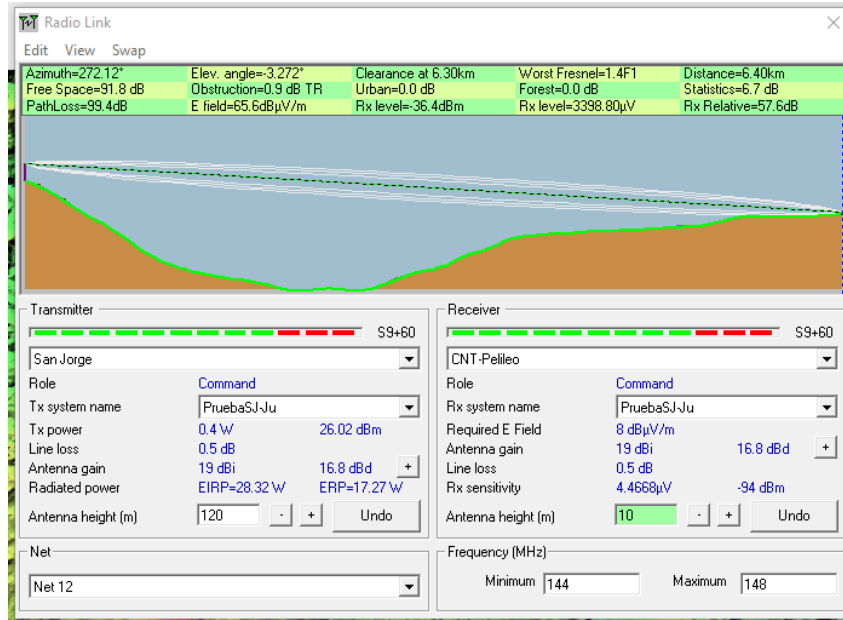 Radio Link
Edit View Swap
Azimuth=272.12° Elev. angle=-3.272° Clearance at 6.30km Worst Fresnel=1.4F1 Distance=6.40km
Free Space=91.8 dB Obstruction=0.9 dB TR Urban=0.0 dB Forest=0.0 dB Statistics=6.7 dB
PathLoss=99.4dB E field=65.6dBµV/m Rx level=-36.4dBm Rx level=3398.80µV Rx Relative=57.6dB
Transmitter
S9+60
San Jorge
Role Command
Tx system name PruebaSJ-Ju
Tx power 0.4 W 26.02 dBm
Line loss 0.5 dB
Antenna gain 19 dBi 16.8 dBd +
Radiated power EIRP=28.32 W ERP=17.27 W
Antenna height (m) 120 - + Undo
Receiver
S9+60
CNT-Pelileo
Role Command
Rx system name PruebaSJ-Ju
Required E Field 8 dBµV/m
Antenna gain 19 dBi 16.8 dBd +
Line loss 0.5 dB
Rx sensitivity 4.4668µV -94 dBm
Antenna height (m) 10 - + Undo
Net
Net 12
Frequency (MHz)
Minimum 144 Maximum 148